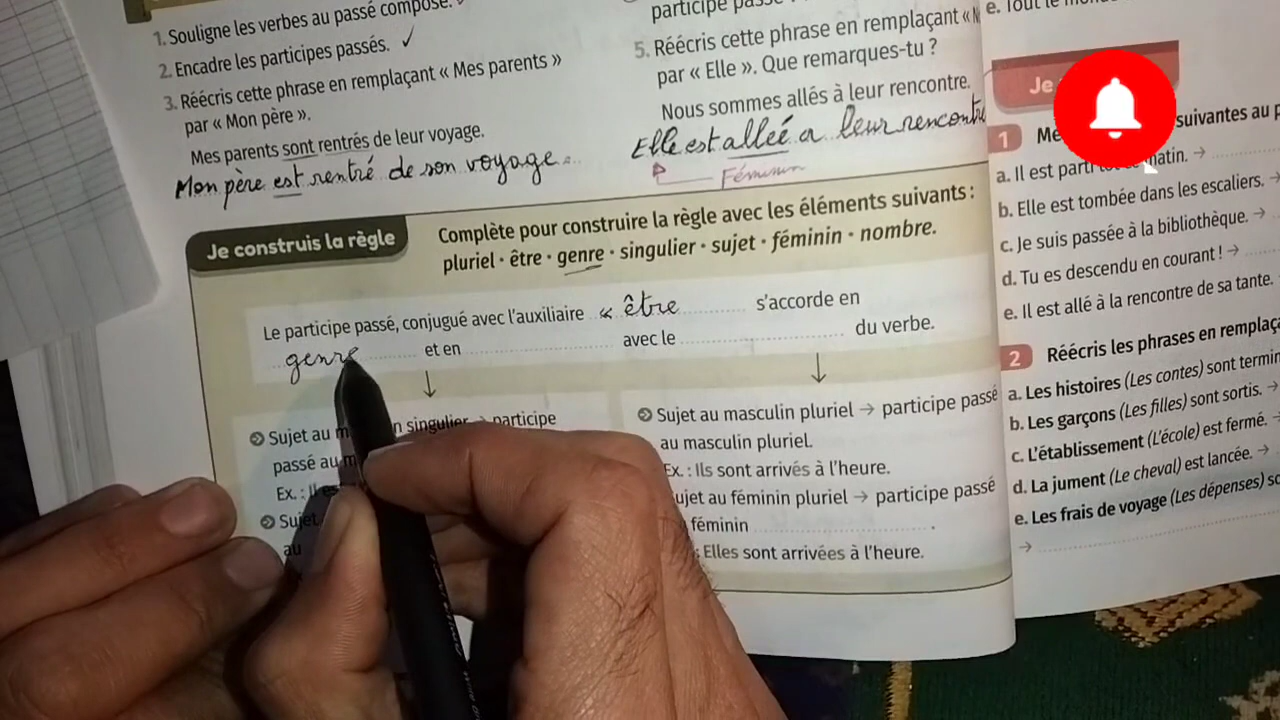 1. Souligne les verbes au passé composé.
2. Encadre les participes passés. ✓
3. Réécris cette phrase en remplaçant « Mes parents »
par « Mon père ».
Mes parents sont rentrés de leur voyage.
Mon père est rentré de son voyage.
participe passé
5. Réécris cette phrase en remplaçant «
par « Elle ». Que remarques-tu ?
Nous sommes allés à leur rencontre.
Elle est alleé a leur rencontre
Féminin
Je construis la règle
Complète pour construire la règle avec les éléments suivants :
pluriel · être · genre · singulier · sujet · féminin · nombre.
Le participe passé, conjugué avec l'auxiliaire « être s'accorde en
genre et en avec le du verbe.
Sujet au singulier → participe
passé au
Ex. : Il
Sujet
au
Sujet au masculin pluriel → participe passé
au masculin pluriel.
Ex. : Ils sont arrivés à l'heure.
ujet au féminin pluriel → participe passé
féminin .
: Elles sont arrivées à l'heure.
e. Tout le
Je
1 suivantes au
a. Il est parti matin. →
b. Elle est tombée dans les escaliers. →
c. Je suis passée à la bibliothèque. →
d. Tu es descendu en courant ! →
e. Il est allé à la rencontre de sa tante.
2 Réécris les phrases en
a. Les histoires (Les contes) sont
b. Les garçons (Les filles) sont sortis. →
c. L'établissement (L'école) est fermé. →
d. La jument (Le cheval) est lancée. →
e. Les frais de voyage (Les dépenses)
→